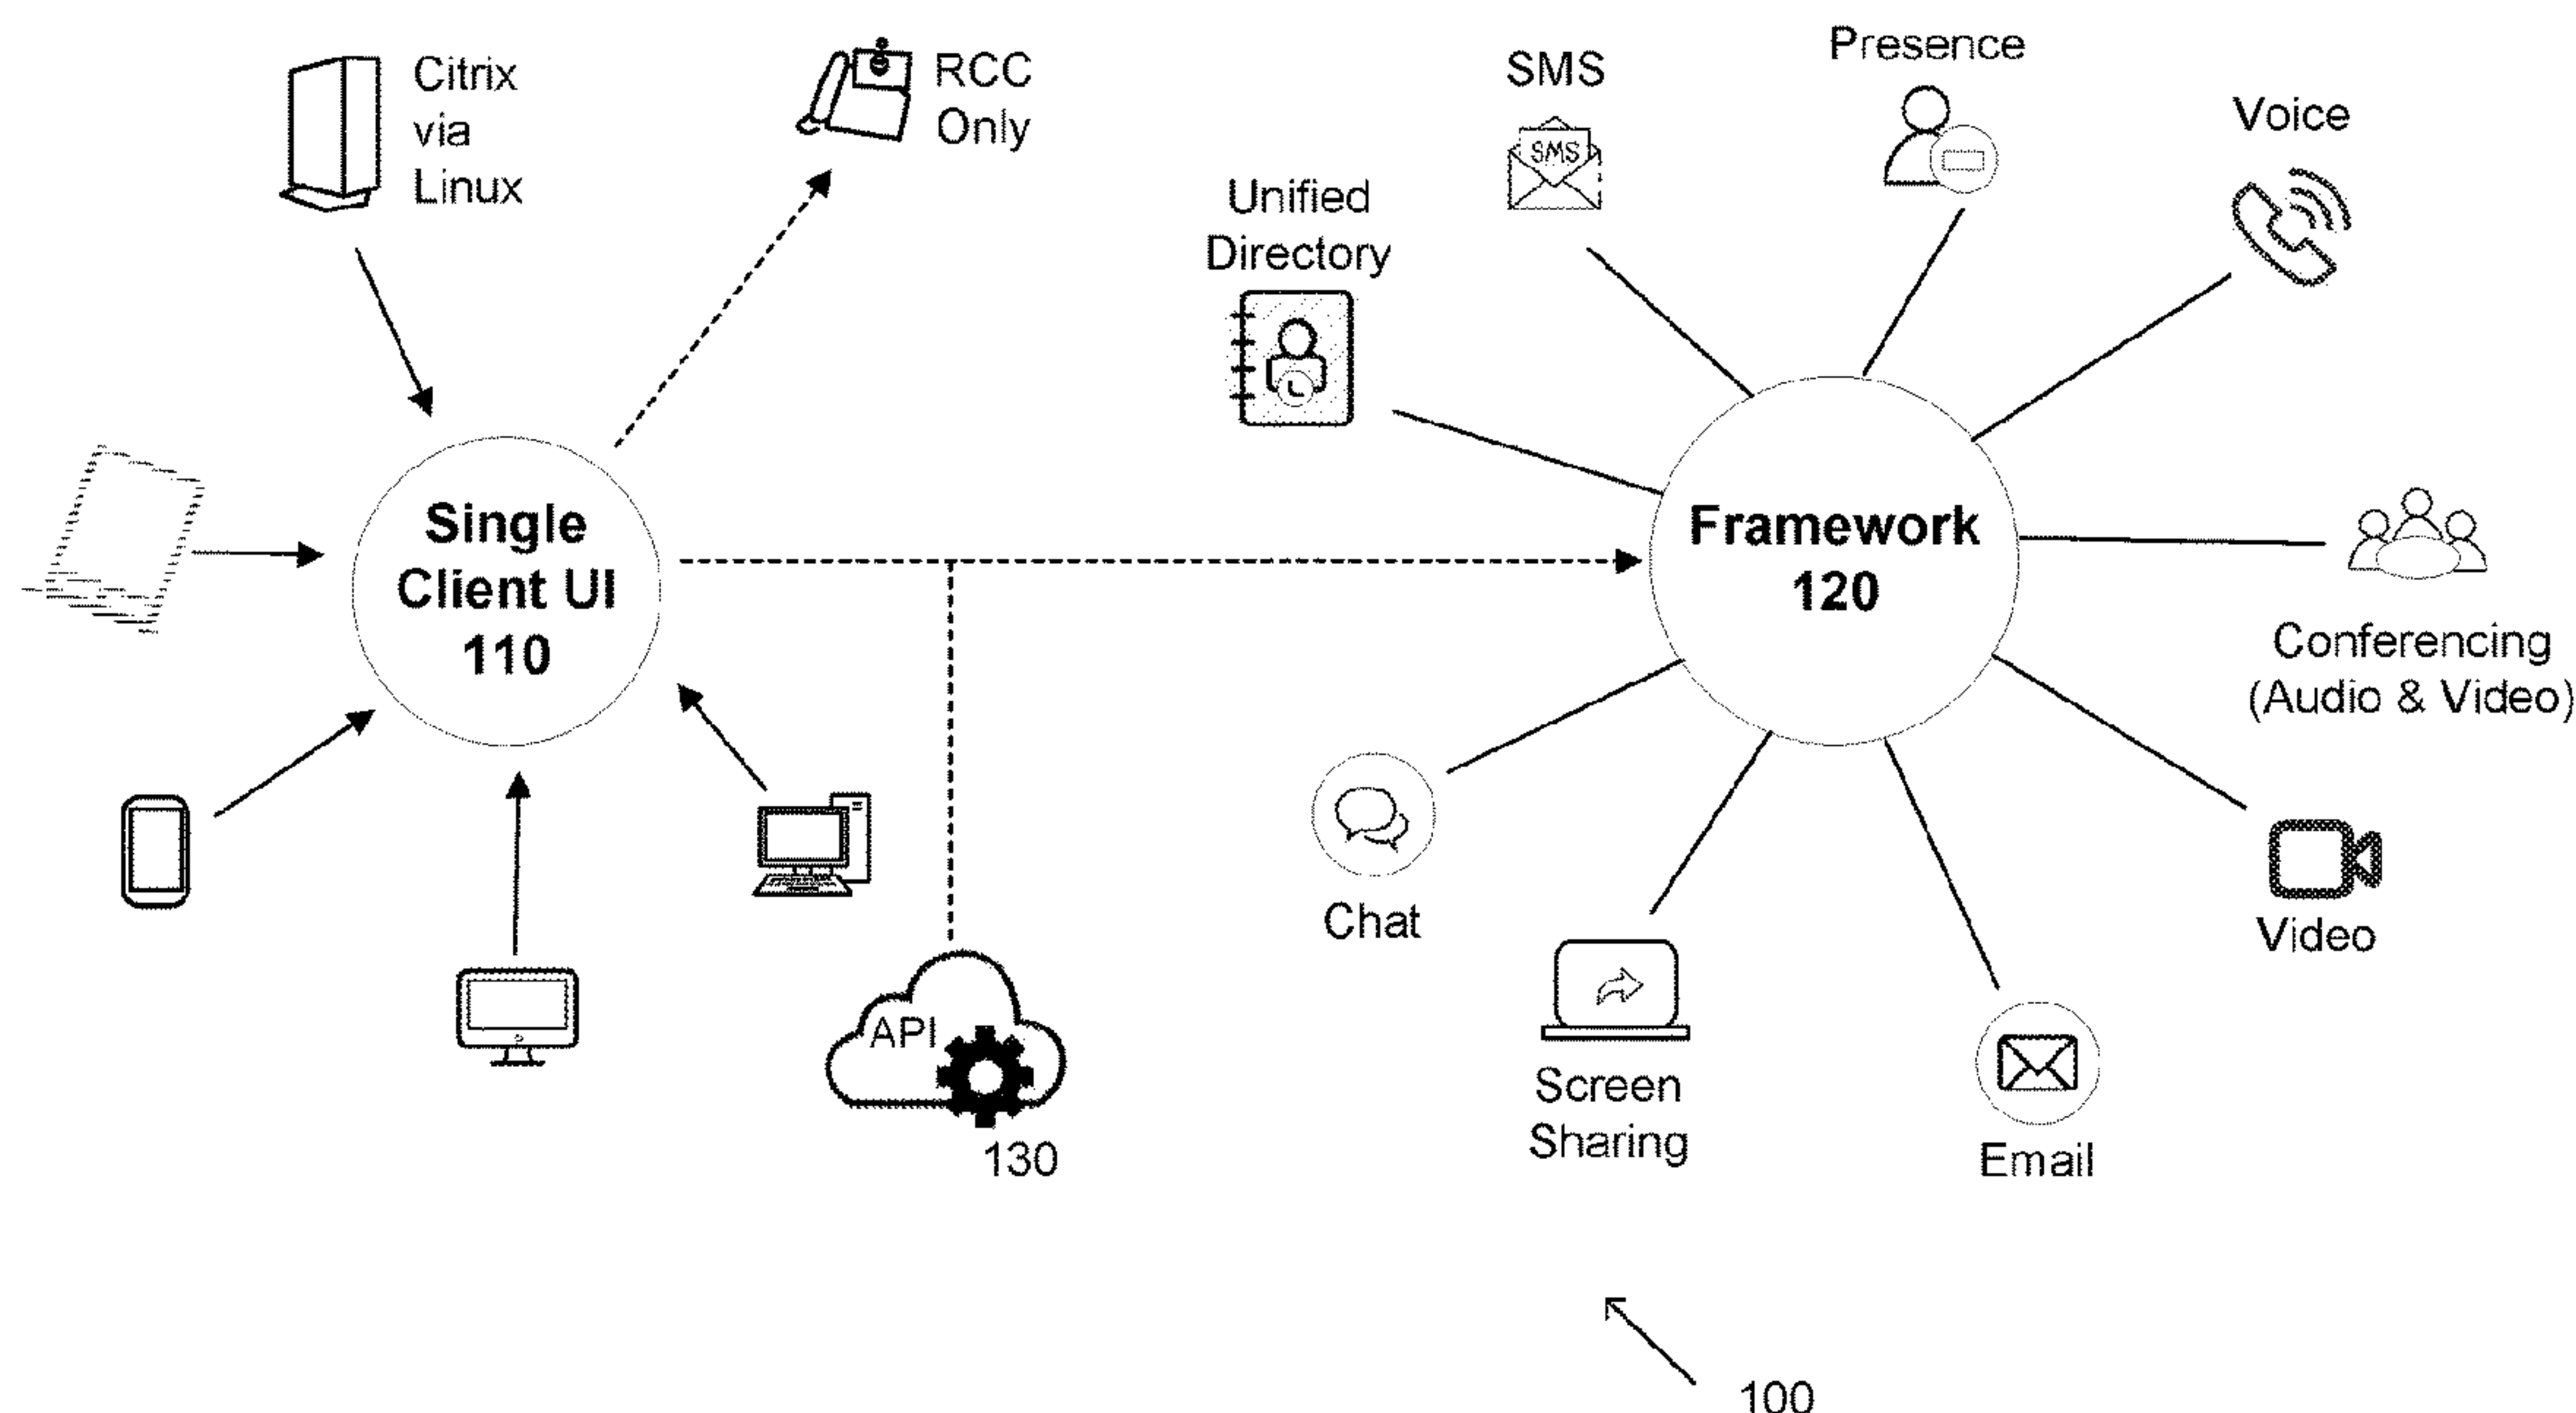 Citrix
via
Linux
RCC
Only
SMS
SMS
Presence
Voice
Unified
Directory
Single
Client UI
110
Framework
120
Conferencing
(Audio & Video)
Chat
Video
API
130
Screen
Sharing
Email
100